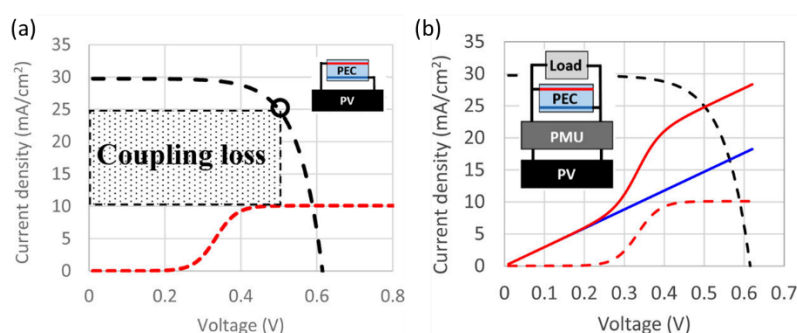 (a)
Current density (mA/cm²)
35
30
25
20
15
10
5
0
Coupling loss
PEC
PV
0
0.2
0.4
0.6
0.8
Voltage (V)
(b)
Current density (mA/cm²)
35
30
25
20
15
10
5
0
Load
PEC
PMU
PV
0
0.1
0.2
0.3
0.4
0.5
0.6
0.7
Voltage (V)